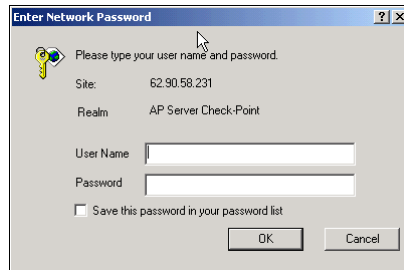 Enter Network Password
Please type your user name and password.
Site: 62.90.58.231
Realm AP Server Check-Point
User Name
Password
Save this password in your password list
OK Cancel